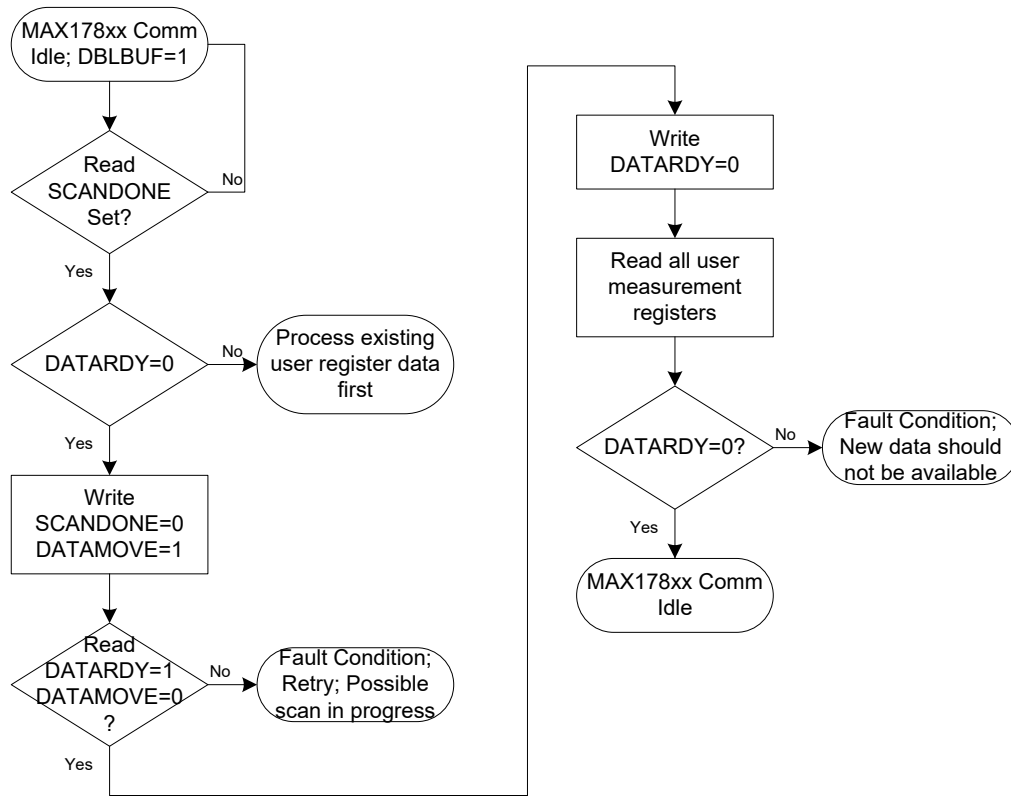 MAX178xx Comm
Idle; DBLBUF=1
Read
SCANDONE
Set?
No
Yes
DATARDY=0
No
Process existing
user register data
first
Yes
Write
SCANDONE=0
DATAMOVE=1
Read
DATARDY=1
DATAMOVE=0
?
No
Fault Condition;
Retry; Possible
scan in progress
Yes
Write
DATARDY=0
Read all user
measurement
registers
DATARDY=0?
No
Fault Condition;
New data should
not be available
Yes
MAX178xx Comm
Idle